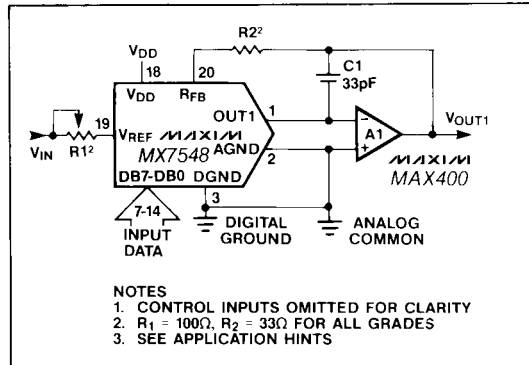 R2²
VDD
18
20
C1
33pF
VDD
RFB
OUT1
1
19
VREF
MAXIM
A1
VOUT1
VIN
R1²
MX7548
AGND
2
MAXIM
MAX400
DB7-DB0
DGND
3
7-14
INPUT
DATA
DIGITAL
GROUND
ANALOG
COMMON
NOTES
1. CONTROL INPUTS OMITTED FOR CLARITY
2. R1 = 100Ω, R2 = 33Ω FOR ALL GRADES
3. SEE APPLICATION HINTS